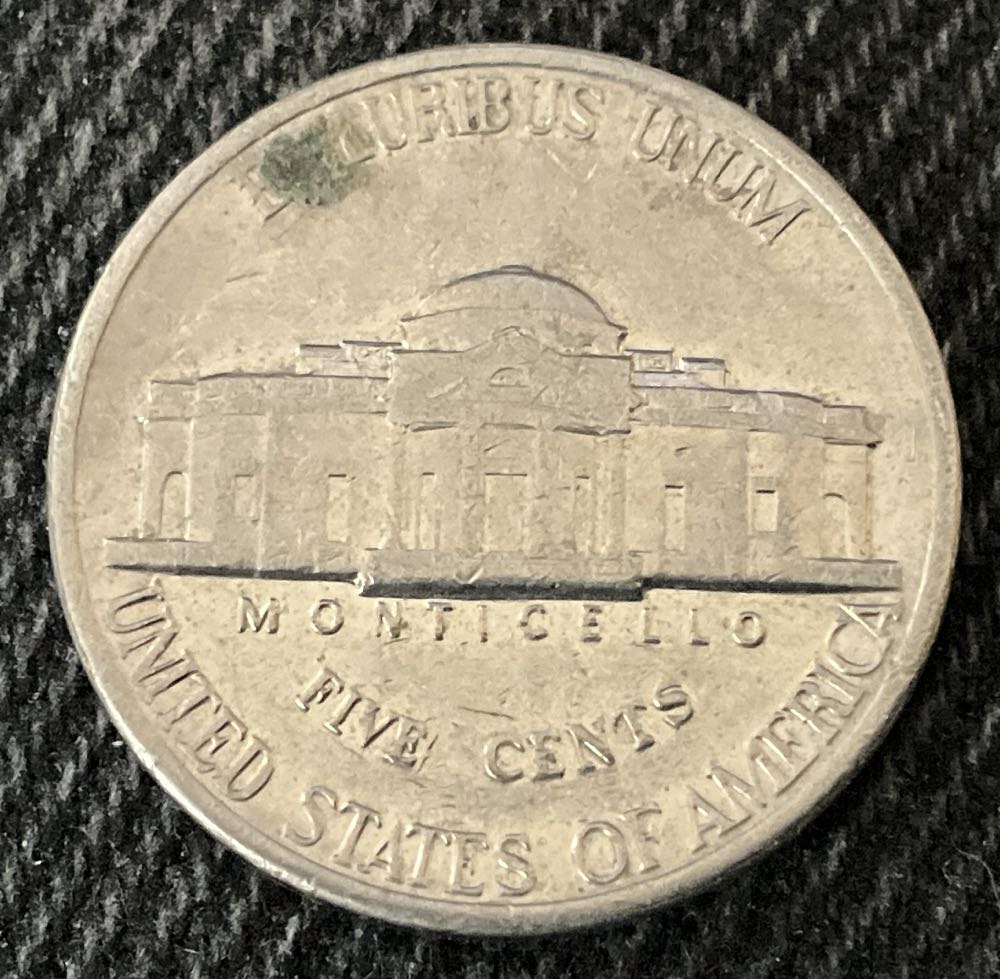 E PLURIBUS UNUM
MONTICELLO
FIVE CENTS
UNITED STATES OF AMERICA